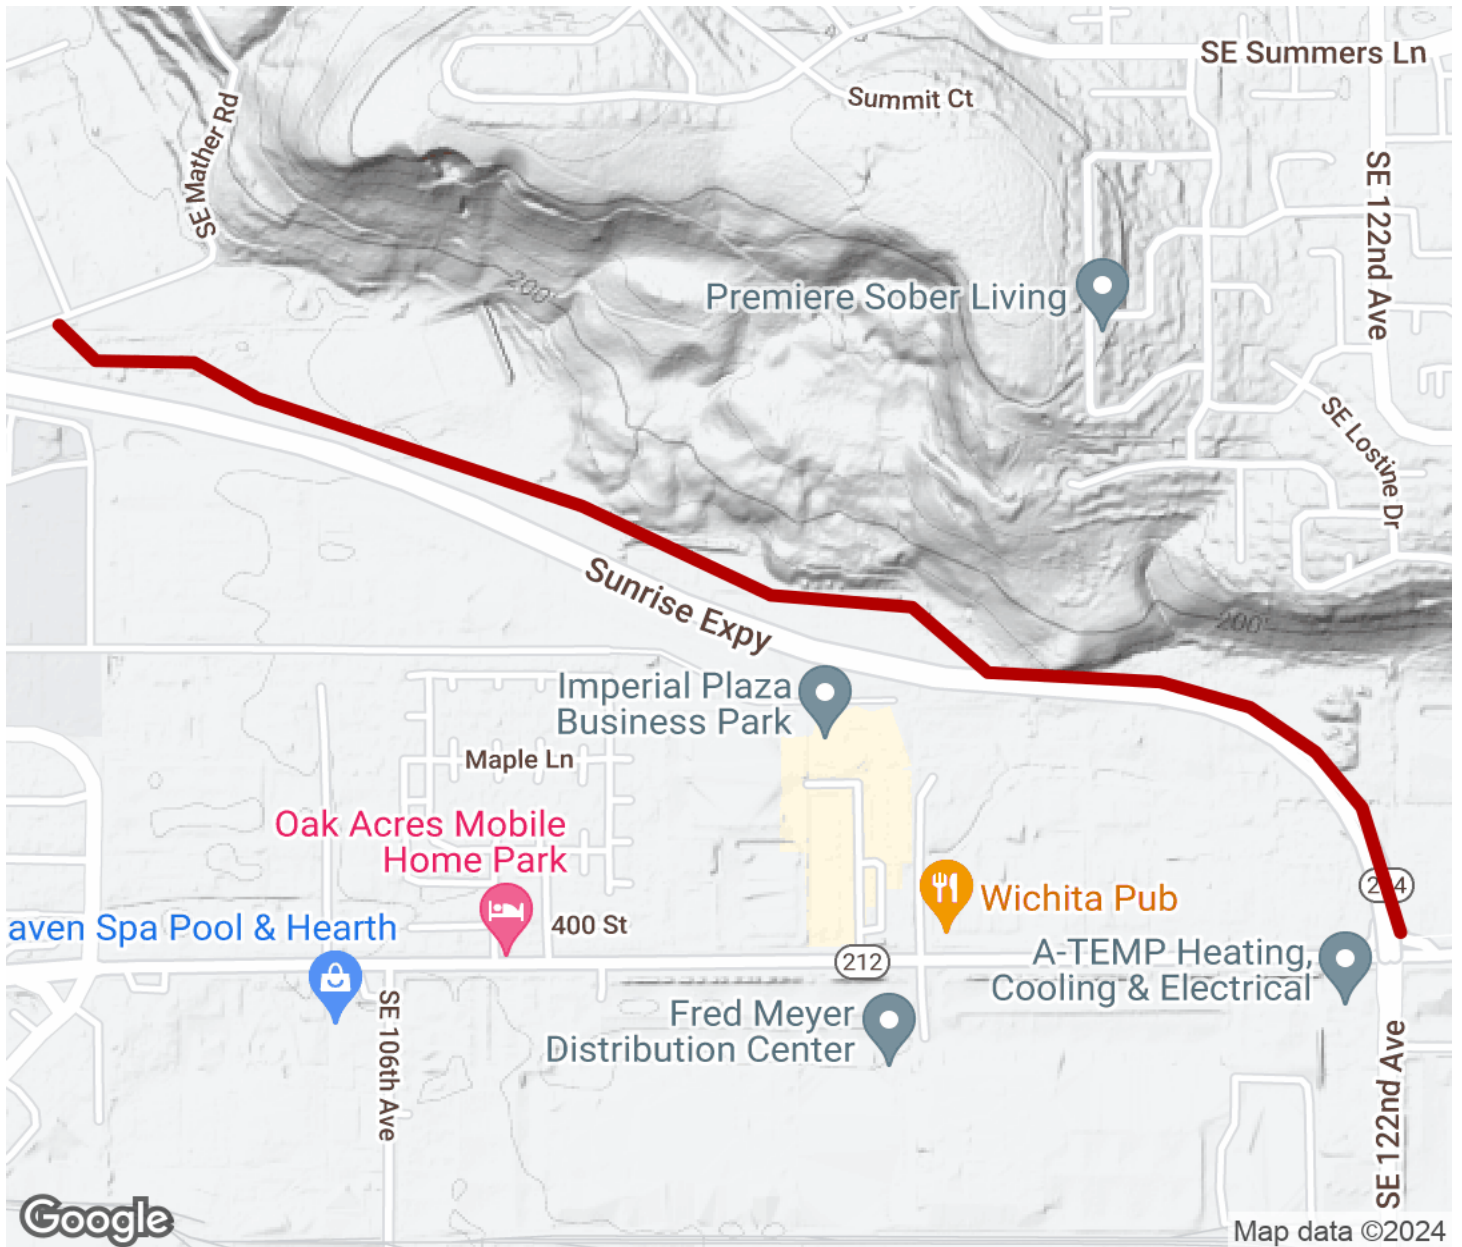 SE Summers Ln
Summit Ct
SE Mather Rd
SE 122nd Ave
200'
Premiere Sober Living
SE Lostine Dr
Sunrise Expy
200'
Imperial Plaza
Business Park
Maple Ln
Oak Acres Mobile
Home Park
Wichita Pub
400 St
aven Spa Pool & Hearth
212
A-TEMP Heating,
Cooling & Electrical
Fred Meyer
Distribution Center
SE 106th Ave
SE 122nd Ave
Google
Map data ©2024